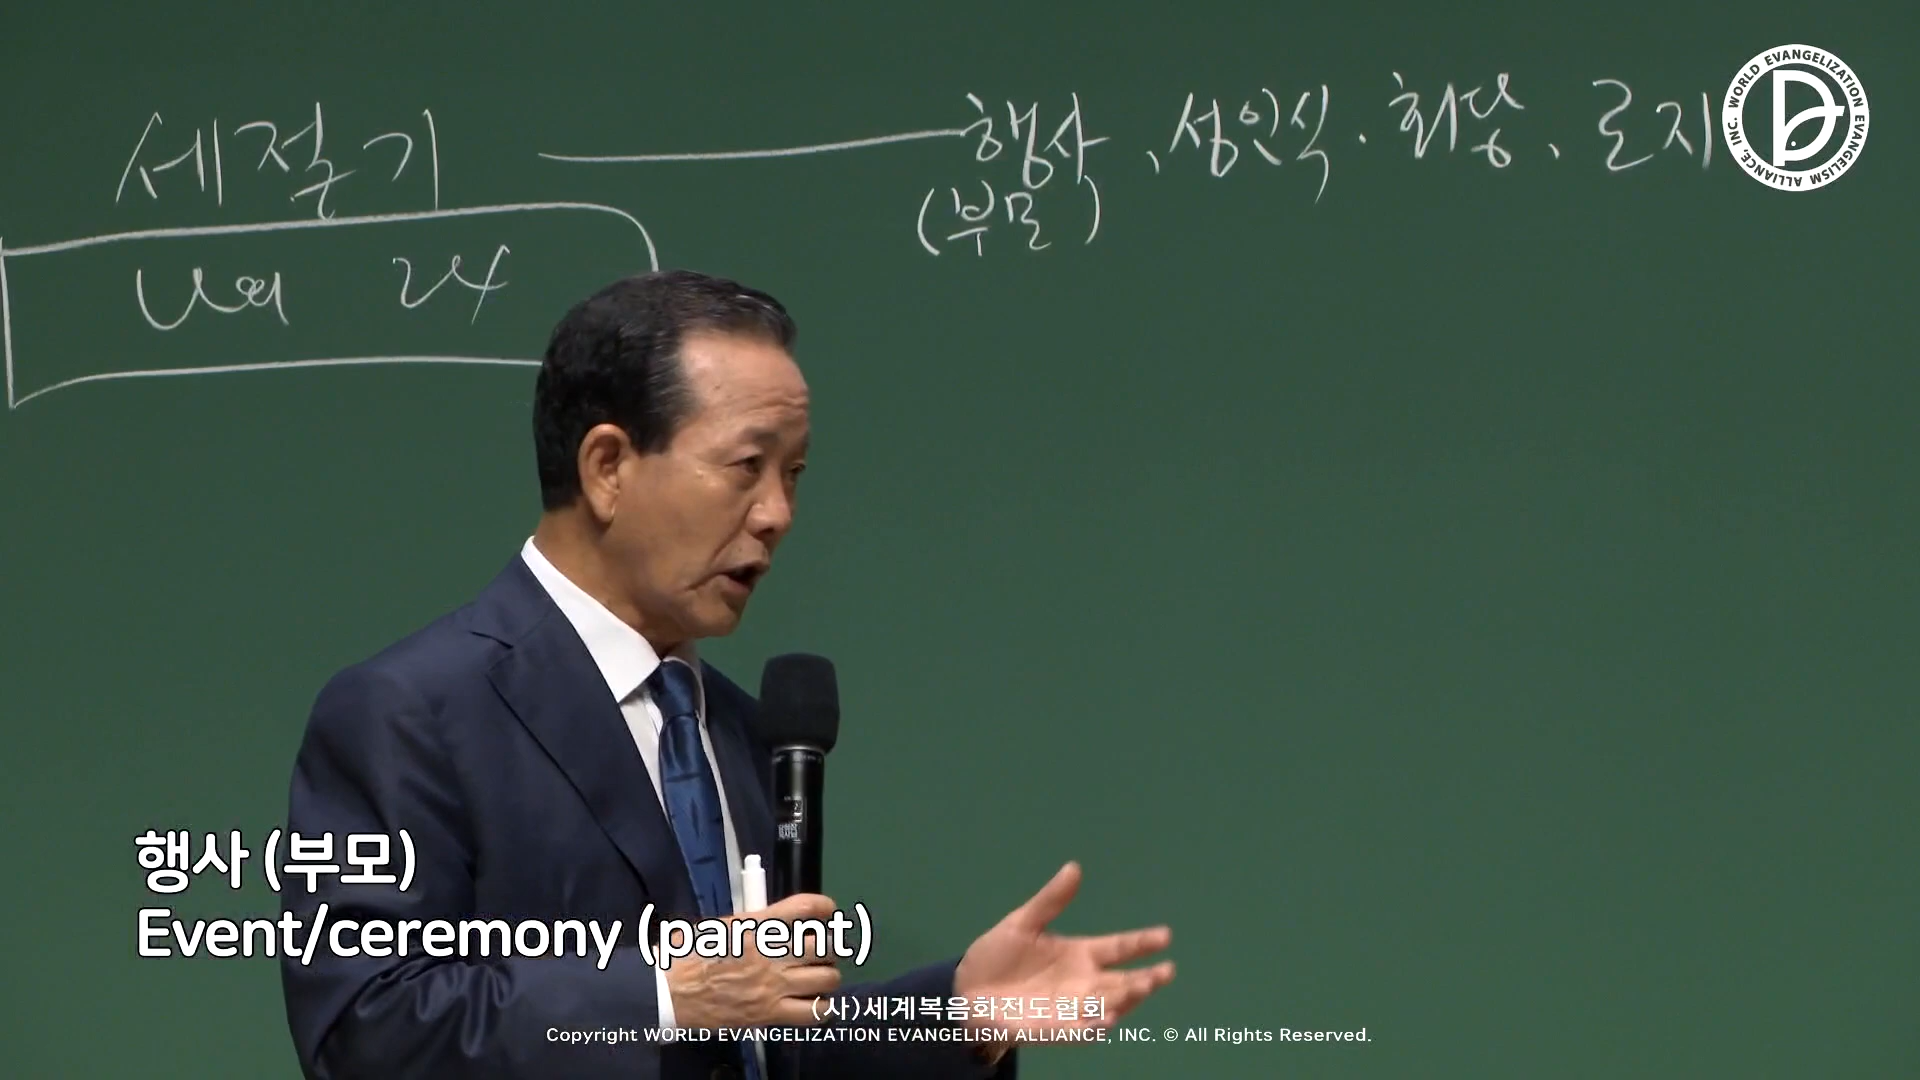 세절기 — 행사, 성인식. 회당, 로지
(부모)
Uca 24
WORLD EVANGELIZATION EVANGELISM ALLIANCE, INC.
행사 (부모)
Event/ceremony (parent)
(사)세계복음화전도협회
Copyright WORLD EVANGELIZATION EVANGELISM ALLIANCE, INC. © All Rights Reserved.